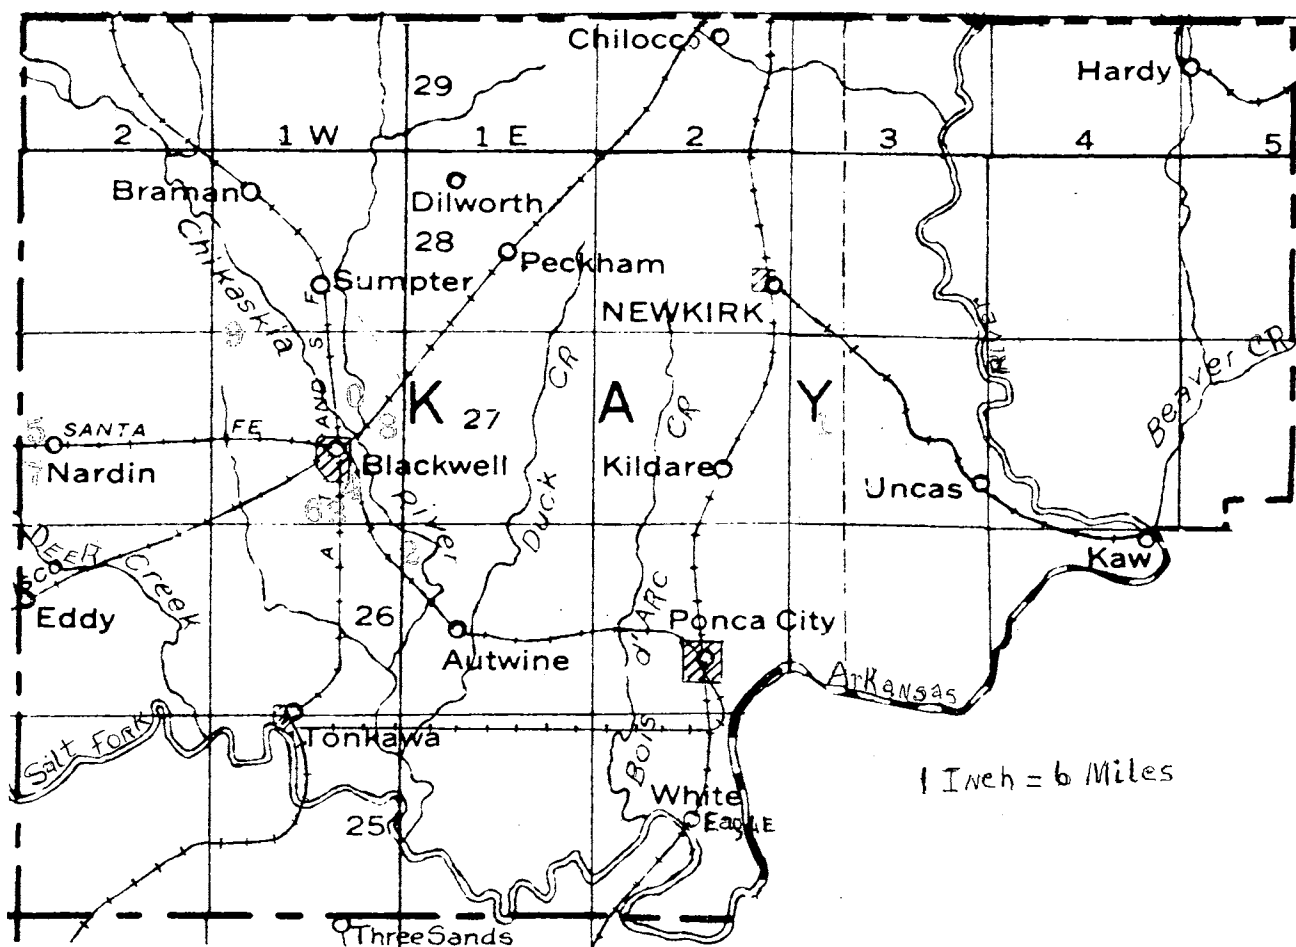 Chilocco
Hardy
29
2 1 W 1 E 2 3 4 5
Braman
Dilworth
28
Peckham
Chikaskia
Sumpter
NEWKIRK
RIVER
Beaver CR
K A Y
27
SANTA FE
S F
AND
CR
CR
Nardin
Blackwell
Kildare
Uncas
River
Duck
Kaw
DEER Creek
A
Eddy
26
Autwine
d'ARC
Ponca City
Arkansas
Salt Fork
Tonkawa
Bois
1 Inch = 6 Miles
White
EaglE
25
Three Sands